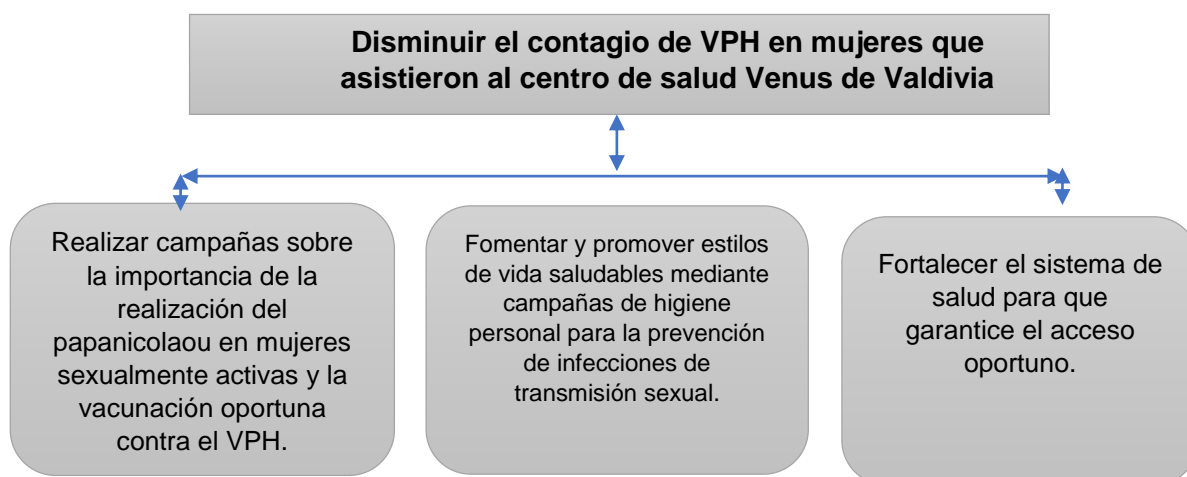 Disminuir el contagio de VPH en mujeres que
asistieron al centro de salud Venus de Valdivia
Realizar campañas sobre
la importancia de la
realización del
papanicolaou en mujeres
sexualmente activas y la
vacunación oportuna
contra el VPH.
Fomentar y promover estilos
de vida saludables mediante
campañas de higiene
personal para la prevención
de infecciones de
transmisión sexual.
Fortalecer el sistema de
salud para que
garantice el acceso
oportuno.